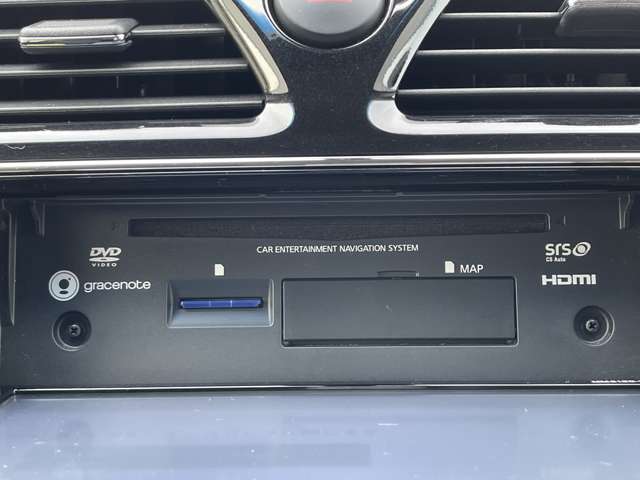 DVD
VIDEO
CAR ENTERTAINMENT NAVIGATION SYSTEM
SrS
CS Auto
gracenote
MAP
HDMI